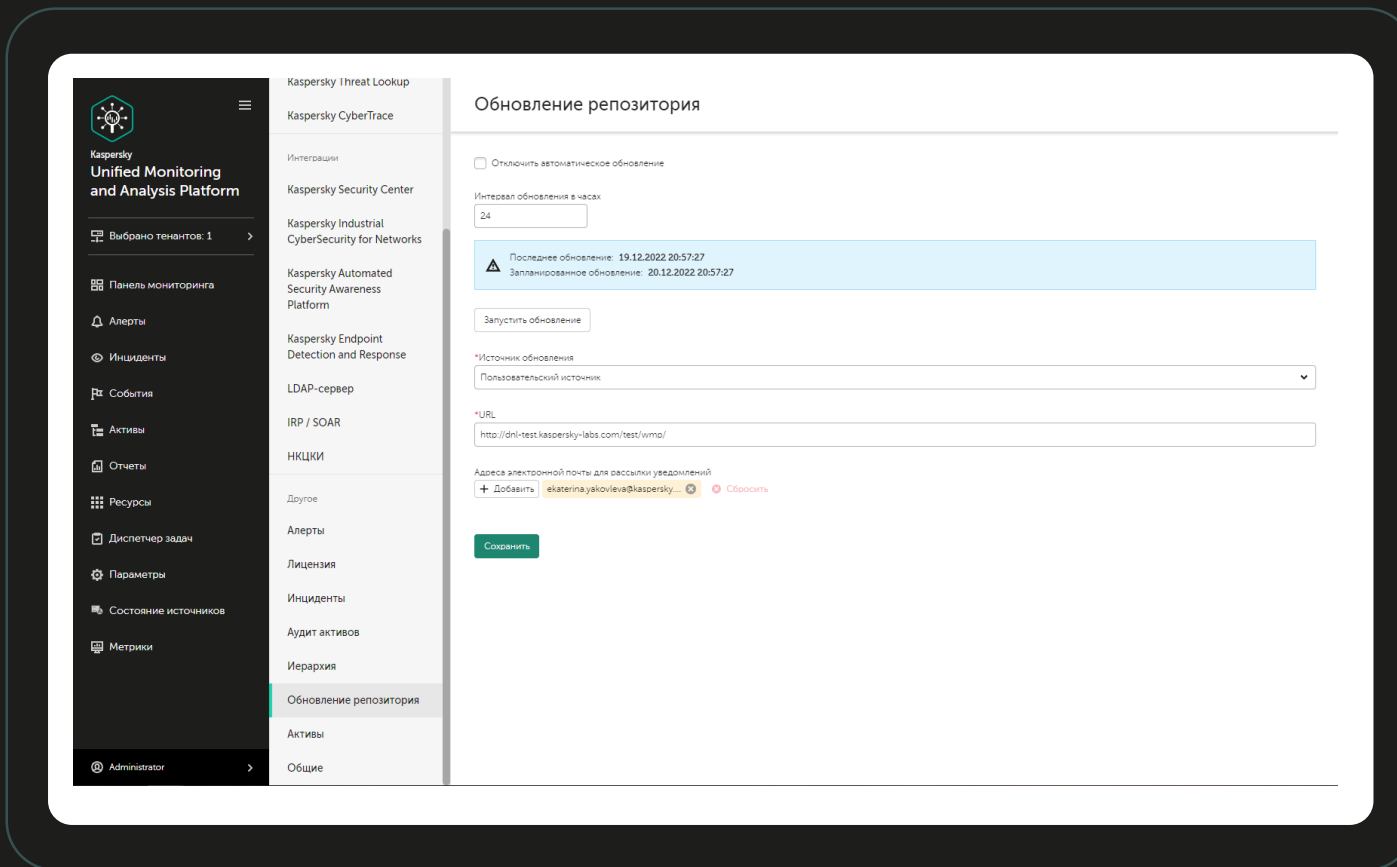 Kaspersky
Unified Monitoring
and Analysis Platform
Выбрано тенантов: 1
Панель мониторинга
Алерты
Инциденты
События
Активы
Отчеты
Ресурсы
Диспетчер задач
Параметры
Состояние источников
Метрики
Administrator
Kaspersky Threat Lookup
Kaspersky CyberTrace
Интеграции
Kaspersky Security Center
Kaspersky Industrial
CyberSecurity for Networks
Kaspersky Automated
Security Awareness
Platform
Kaspersky Endpoint
Detection and Response
LDAP-сервер
IRP / SOAR
НКЦКИ
Другое
Алерты
Лицензия
Инциденты
Аудит активов
Иерархия
Обновление репозитория
Активы
Общие
Обновление репозитория
Отключить автоматическое обновление
Интервал обновления в часах
24
Последнее обновление: 19.12.2022 20:57:27
Запланированное обновление: 20.12.2022 20:57:27
Запустить обновление
*Источник обновления
Пользовательский источник
*URL
http://dnl-test.kaspersky-labs.com/test/wmp/
Адреса электронной почты для рассылки уведомлений
+ Добавить ekaterina.yakovleva@kaspersky.... Сбросить
Сохранить